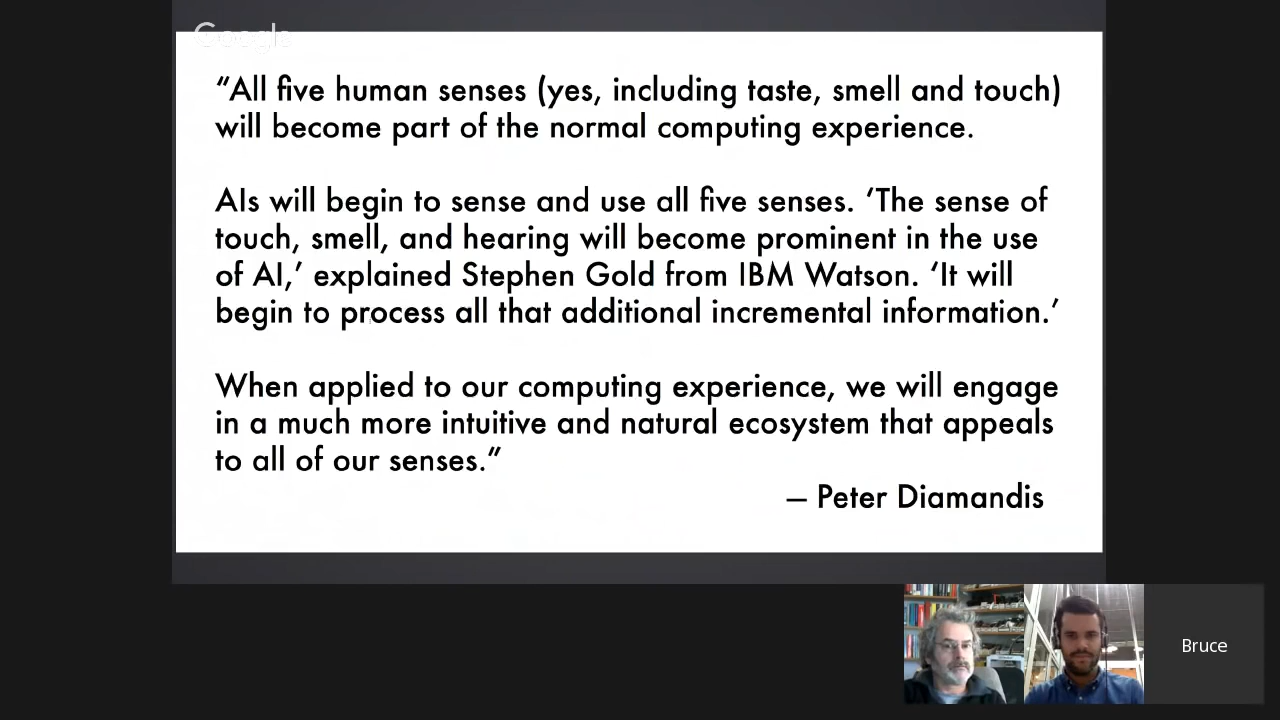 Google
“All five human senses (yes, including taste, smell and touch)
will become part of the normal computing experience.
AIs will begin to sense and use all five senses. ‘The sense of
touch, smell, and hearing will become prominent in the use
of AI,’ explained Stephen Gold from IBM Watson. ‘It will
begin to process all that additional incremental information.’
When applied to our computing experience, we will engage
in a much more intuitive and natural ecosystem that appeals
to all of our senses.”
— Peter Diamandis
Bruce